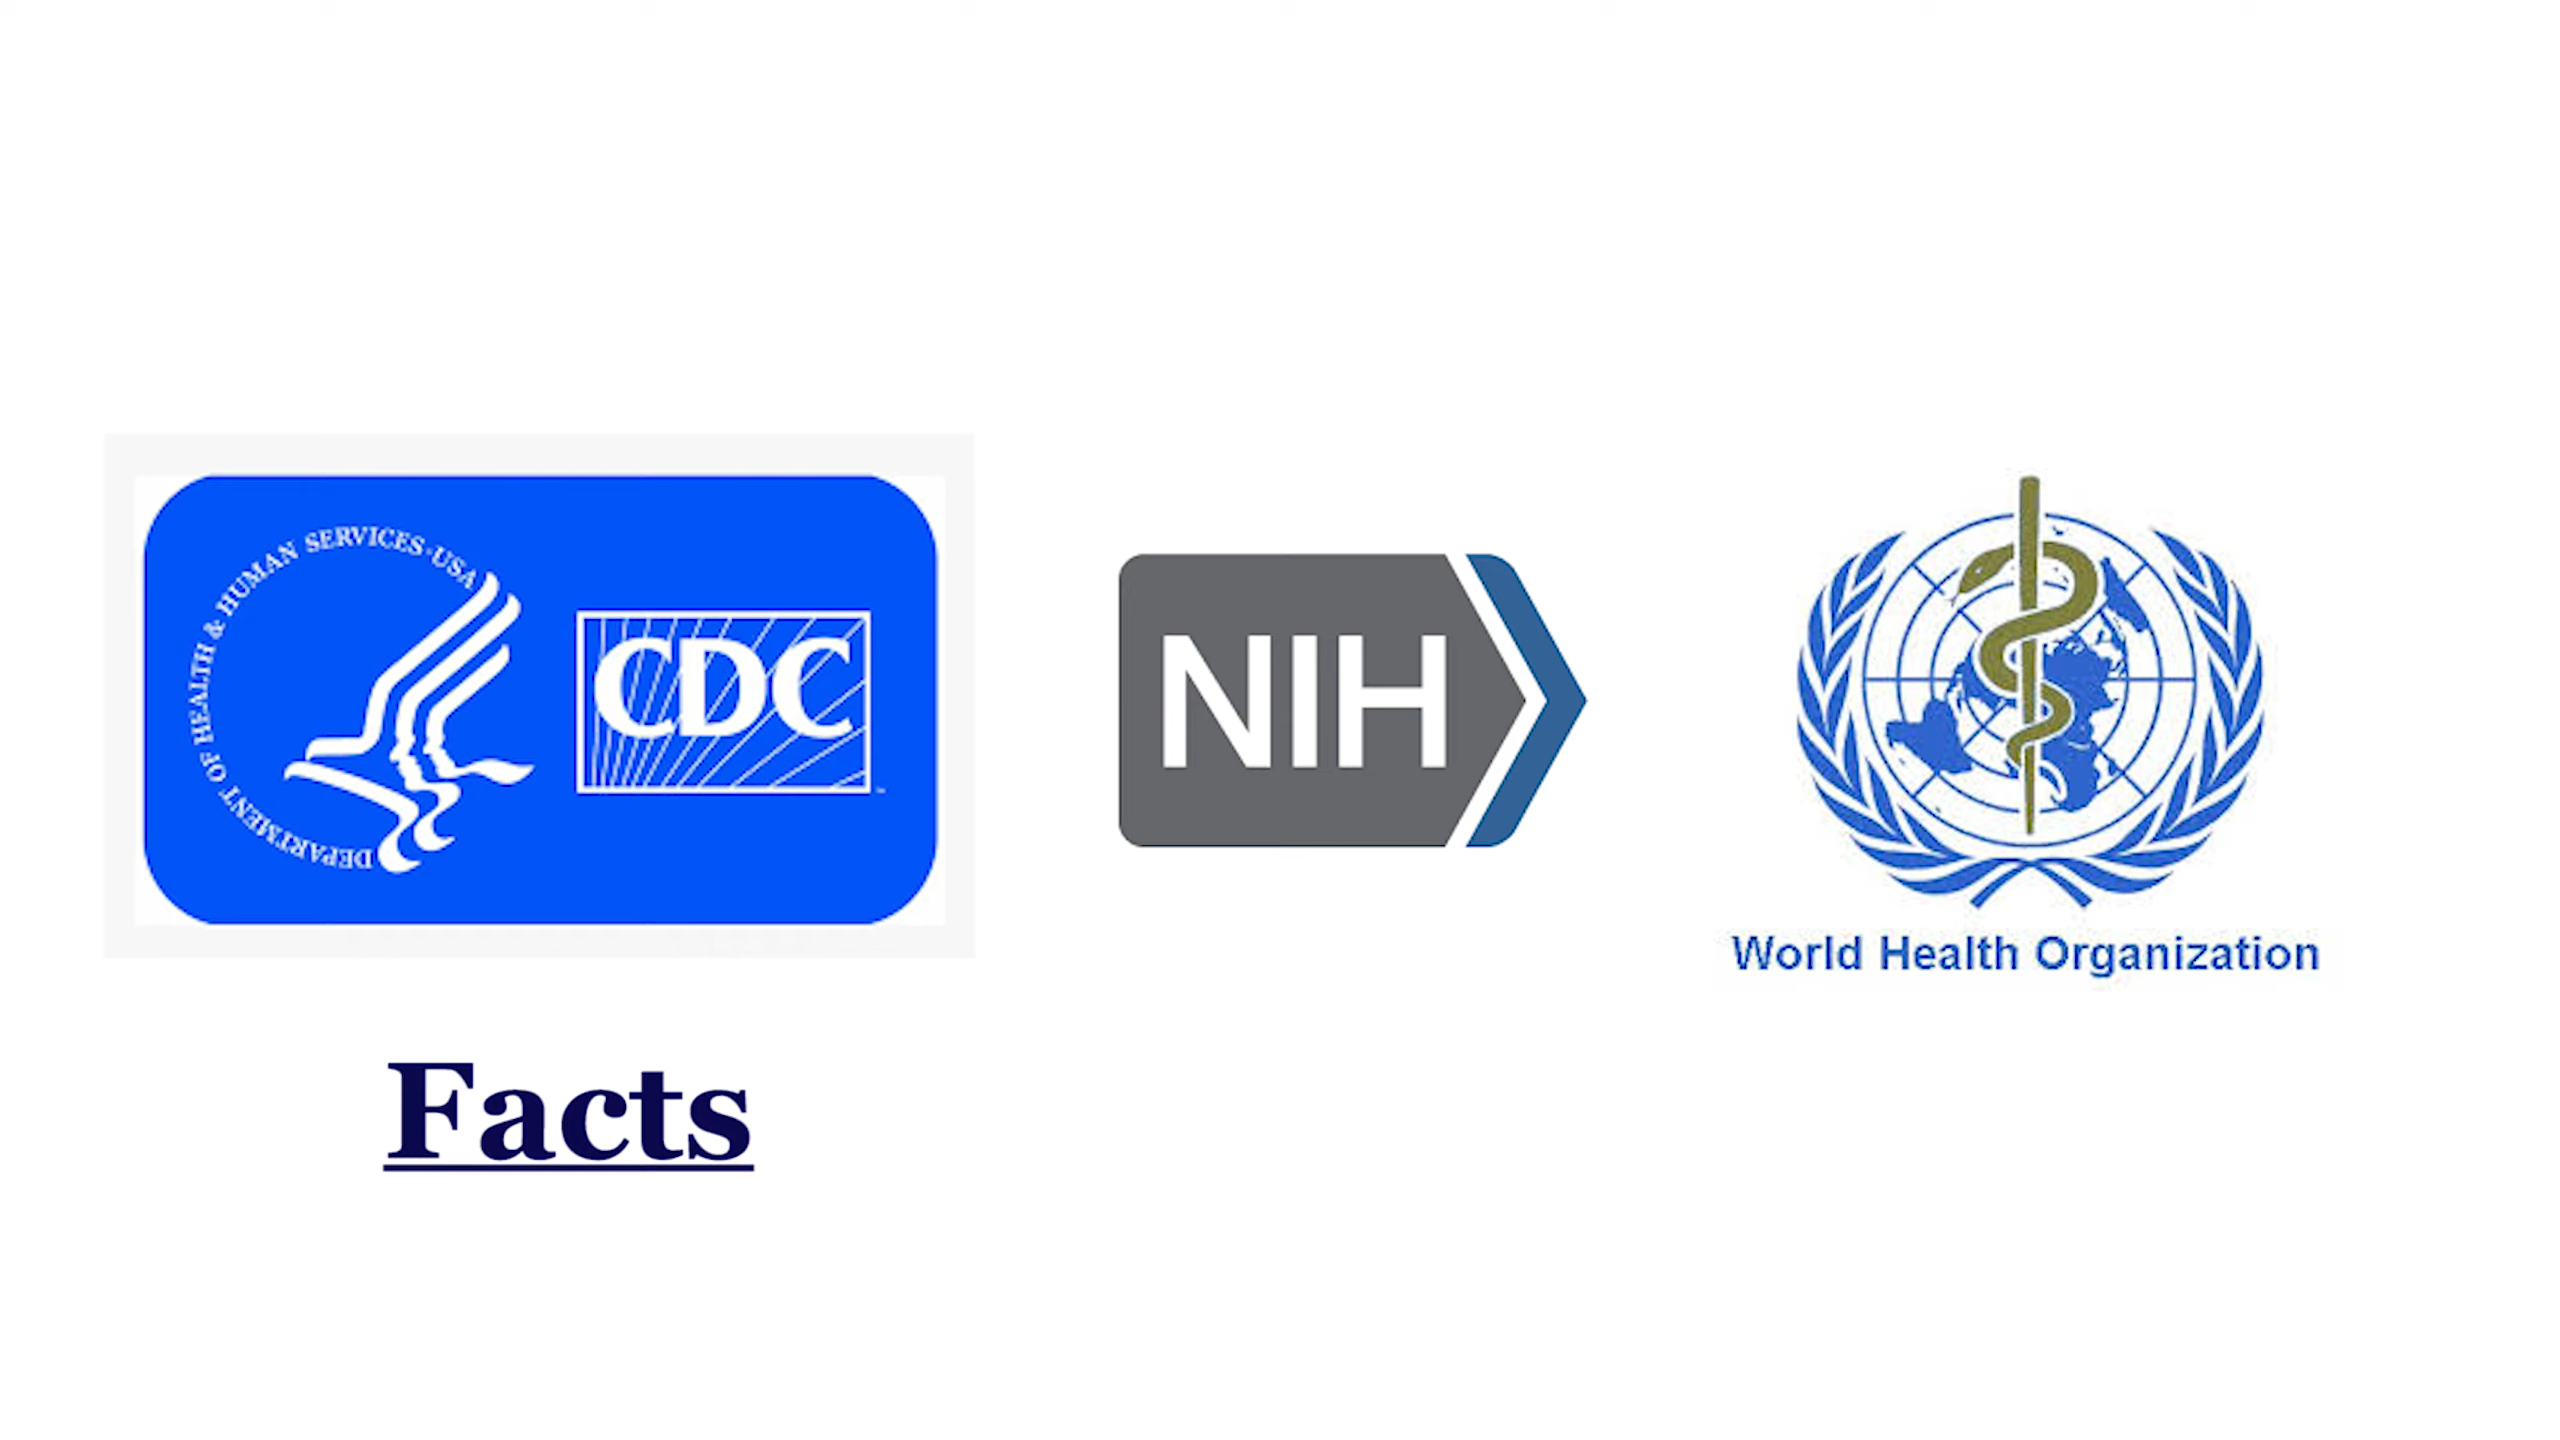 DEPARTMENT OF HEALTH & HUMAN SERVICES·USA
CDC
NIH
World Health Organization
Facts